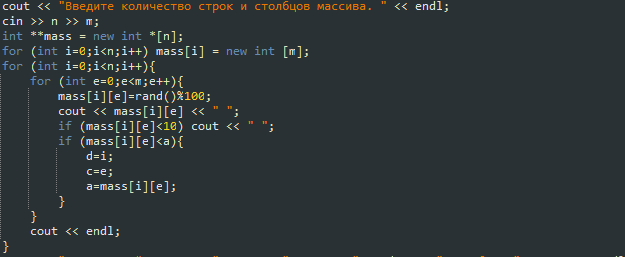 cout << "Введите количество строк и столбцов массива. " << endl;
cin >> n >> m;
int **mass = new int *[n];
for (int i=0;i<n;i++) mass[i] = new int [m];
for (int i=0;i<n;i++){
for (int e=0;e<m;e++){
mass[i][e]=rand()%100;
cout << mass[i][e] << " ";
if (mass[i][e]<10) cout << " ";
if (mass[i][e]<a){
d=i;
c=e;
a=mass[i][e];
}
}
cout << endl;
}